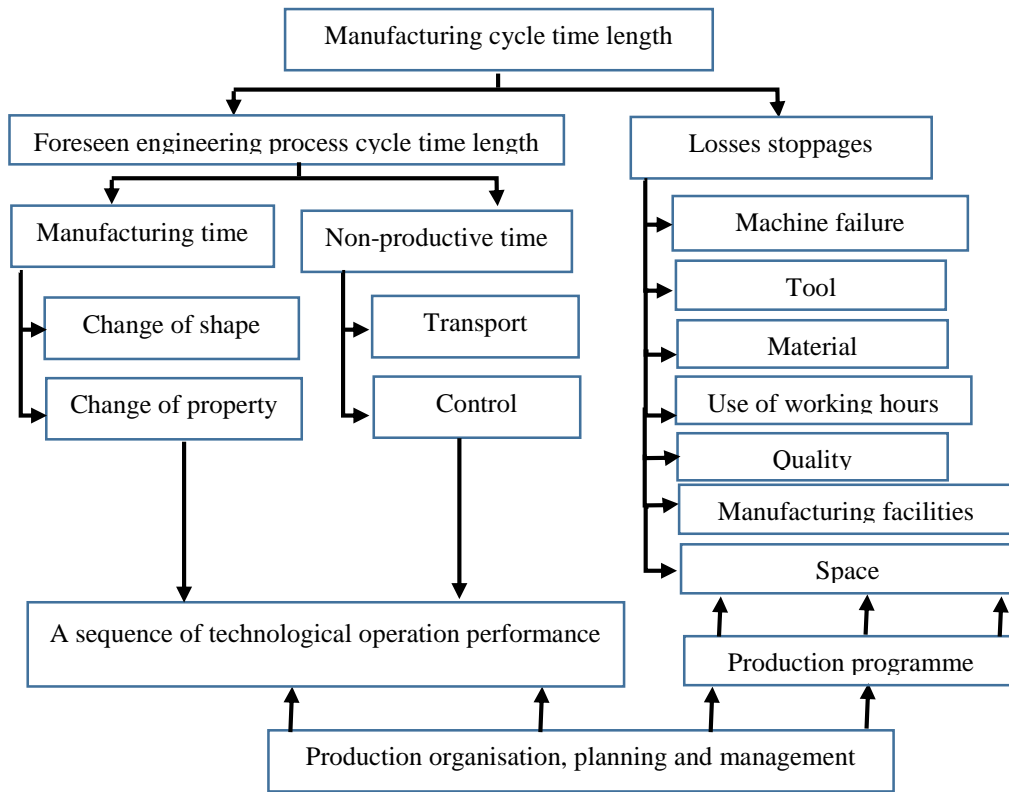 Manufacturing cycle time length
Foreseen engineering process cycle time length
Losses stoppages
Manufacturing time
Non-productive time
Machine failure
Tool
Change of shape
Transport
Material
Change of property
Control
Use of working hours
Quality
Manufacturing facilities
Space
A sequence of technological operation performance
Production programme
Production organisation, planning and management